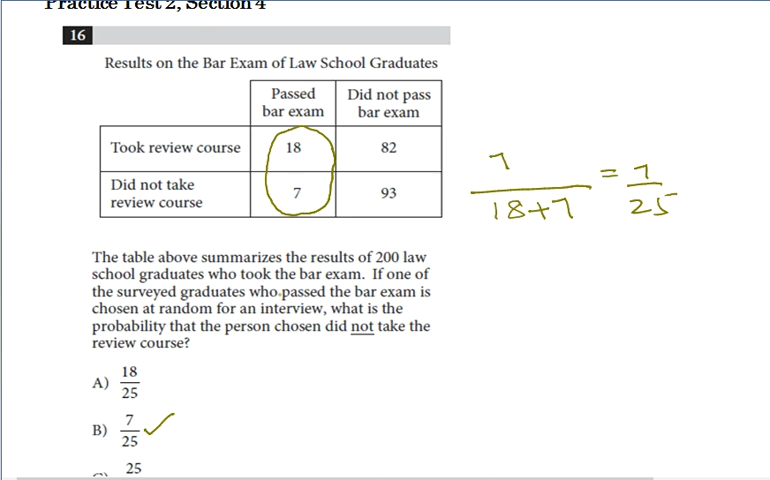 Practice Test 2, Section 4
16
Results on the Bar Exam of Law School Graduates
Passed bar exam
Did not pass bar exam
Took review course 18 82
Did not take review course 7 93
7
18+7
= 7
25
The table above summarizes the results of 200 law
school graduates who took the bar exam. If one of
the surveyed graduates who passed the bar exam is
chosen at random for an interview, what is the
probability that the person chosen did not take the
review course?
A) 18
25
B) 7
25
25